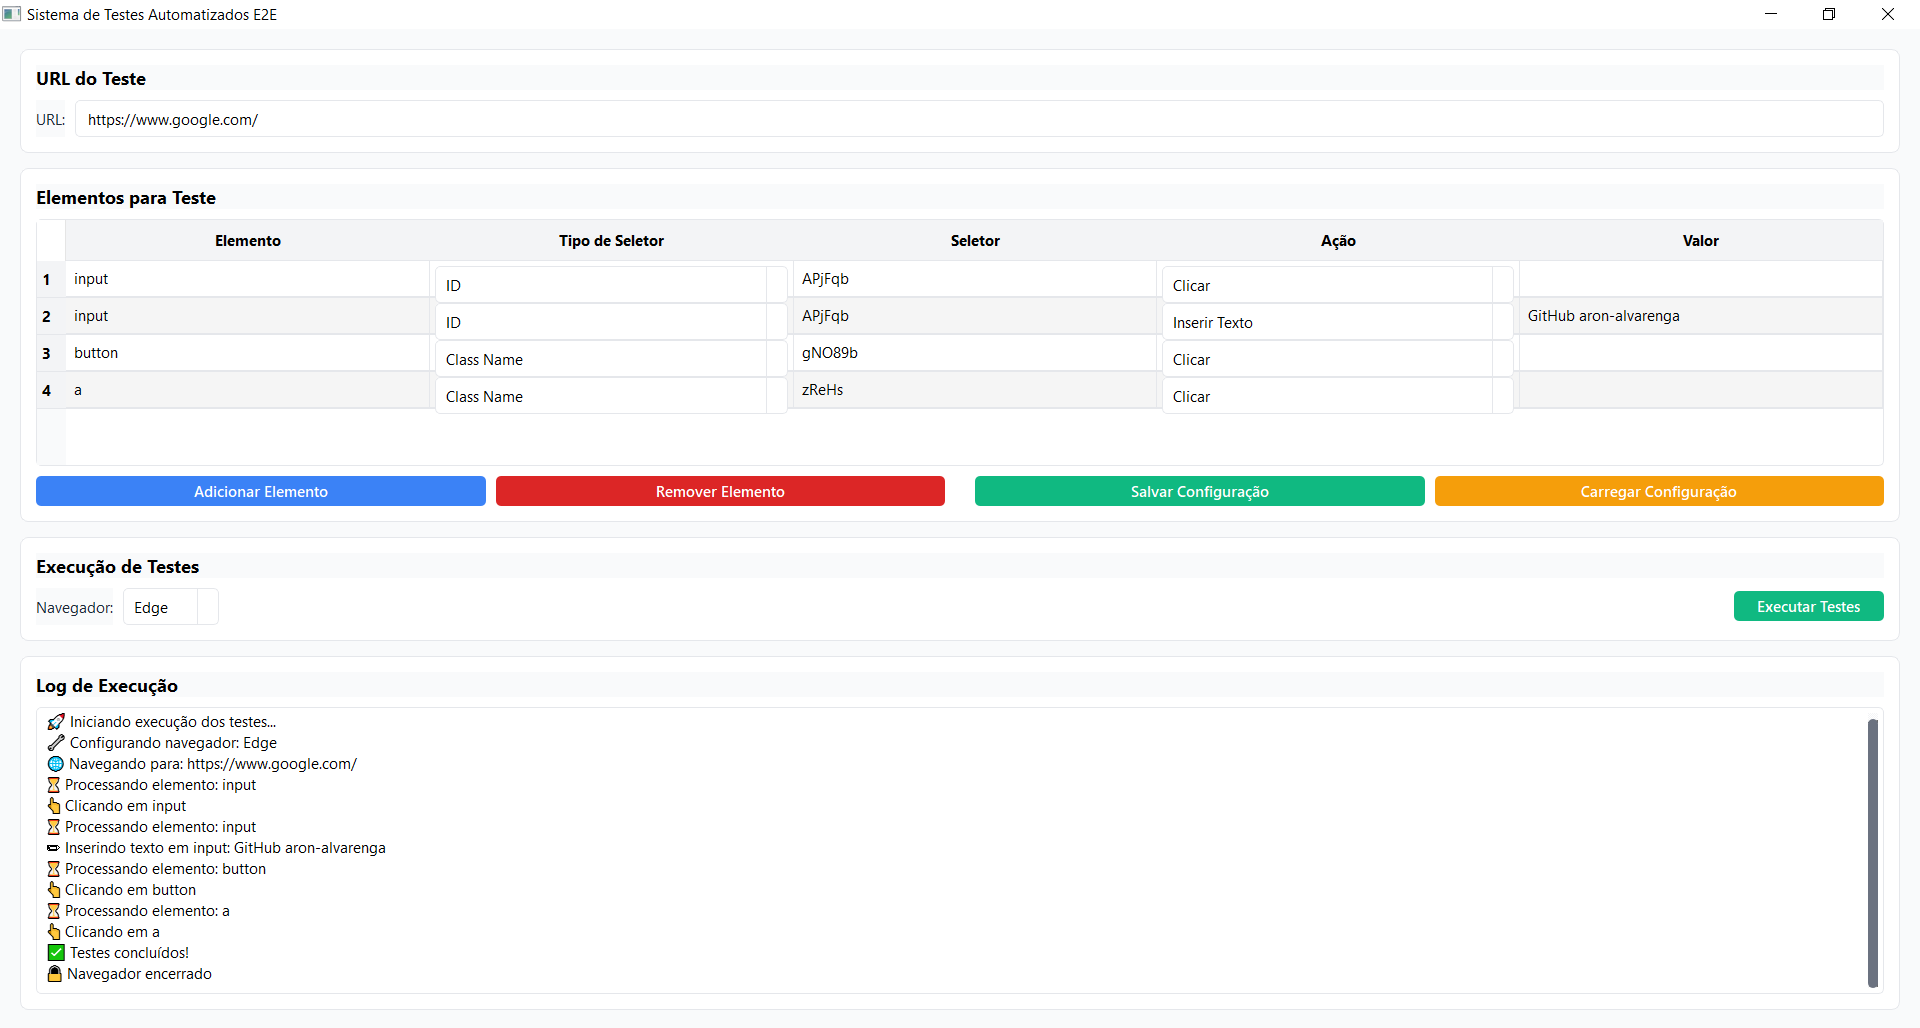 Sistema de Testes Automatizados E2E
URL do Teste
URL: https://www.google.com/
Elementos para Teste
Elemento Tipo de Seletor Seletor Ação Valor
1 input ID APjFqb Clicar
2 input ID APjFqb Inserir Texto GitHub aron-alvarenga
3 button Class Name gNO89b Clicar
4 a Class Name zReHs Clicar
Adicionar Elemento Remover Elemento Salvar Configuração Carregar Configuração
Execução de Testes
Navegador: Edge Executar Testes
Log de Execução
🚀 Iniciando execução dos testes...
🔧 Configurando navegador: Edge
🌐 Navegando para: https://www.google.com/
⏳ Processando elemento: input
👆 Clicando em input
⏳ Processando elemento: input
✏ Inserindo texto em input: GitHub aron-alvarenga
⏳ Processando elemento: button
👆 Clicando em button
⏳ Processando elemento: a
👆 Clicando em a
✅ Testes concluídos!
🔒 Navegador encerrado